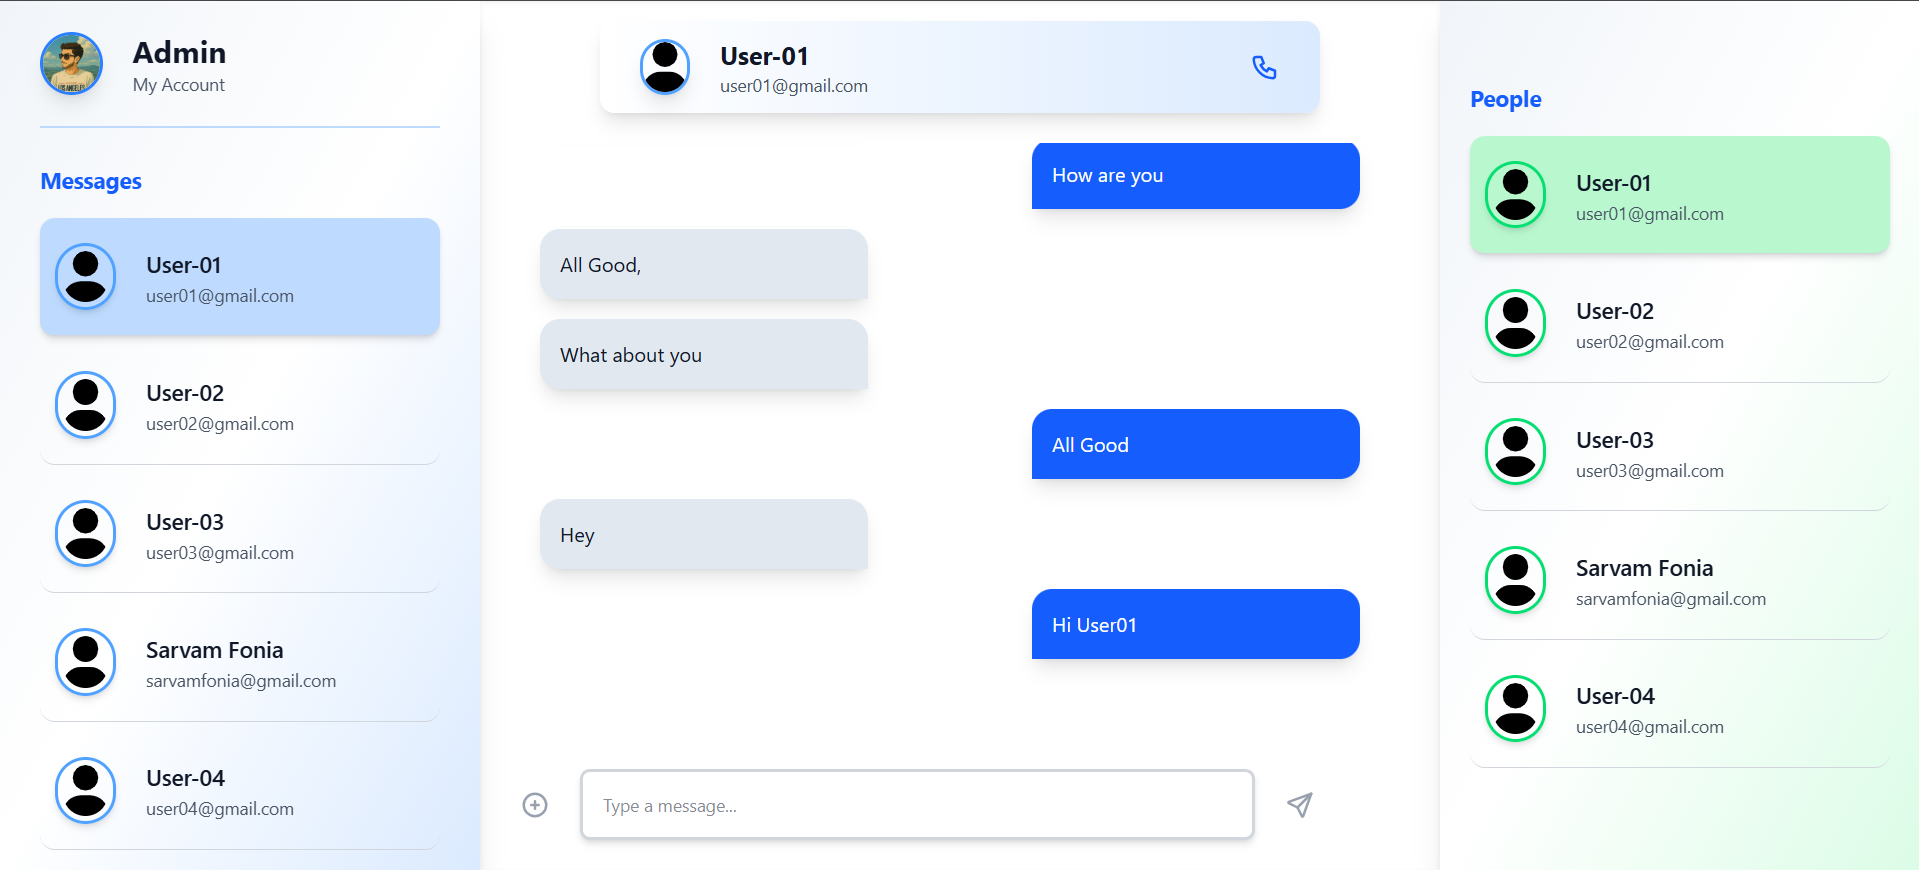 Admin
My Account
Messages
User-01
user01@gmail.com
User-02
user02@gmail.com
User-03
user03@gmail.com
Sarvam Fonia
sarvamfonia@gmail.com
User-04
user04@gmail.com
User-01
user01@gmail.com
How are you
All Good,
What about you
All Good
Hey
Hi User01
Type a message...
People
User-01
user01@gmail.com
User-02
user02@gmail.com
User-03
user03@gmail.com
Sarvam Fonia
sarvamfonia@gmail.com
User-04
user04@gmail.com